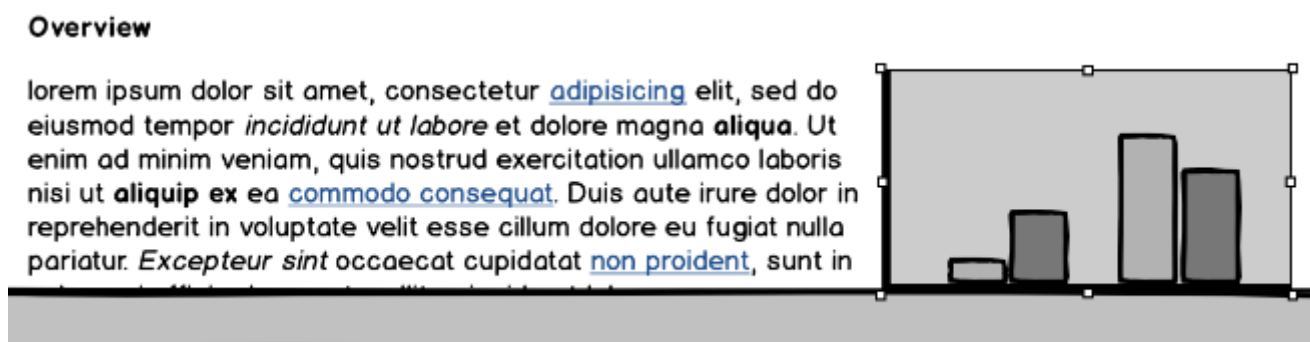 Overview
lorem ipsum dolor sit amet, consectetur adipisicing elit, sed do
eiusmod tempor incididunt ut labore et dolore magna aliqua. Ut
enim ad minim veniam, quis nostrud exercitation ullamco laboris
nisi ut aliquip ex ea commodo consequat. Duis aute irure dolor in
reprehenderit in voluptate velit esse cillum dolore eu fugiat nulla
pariatur. Excepteur sint occaecat cupidatat non proident, sunt in